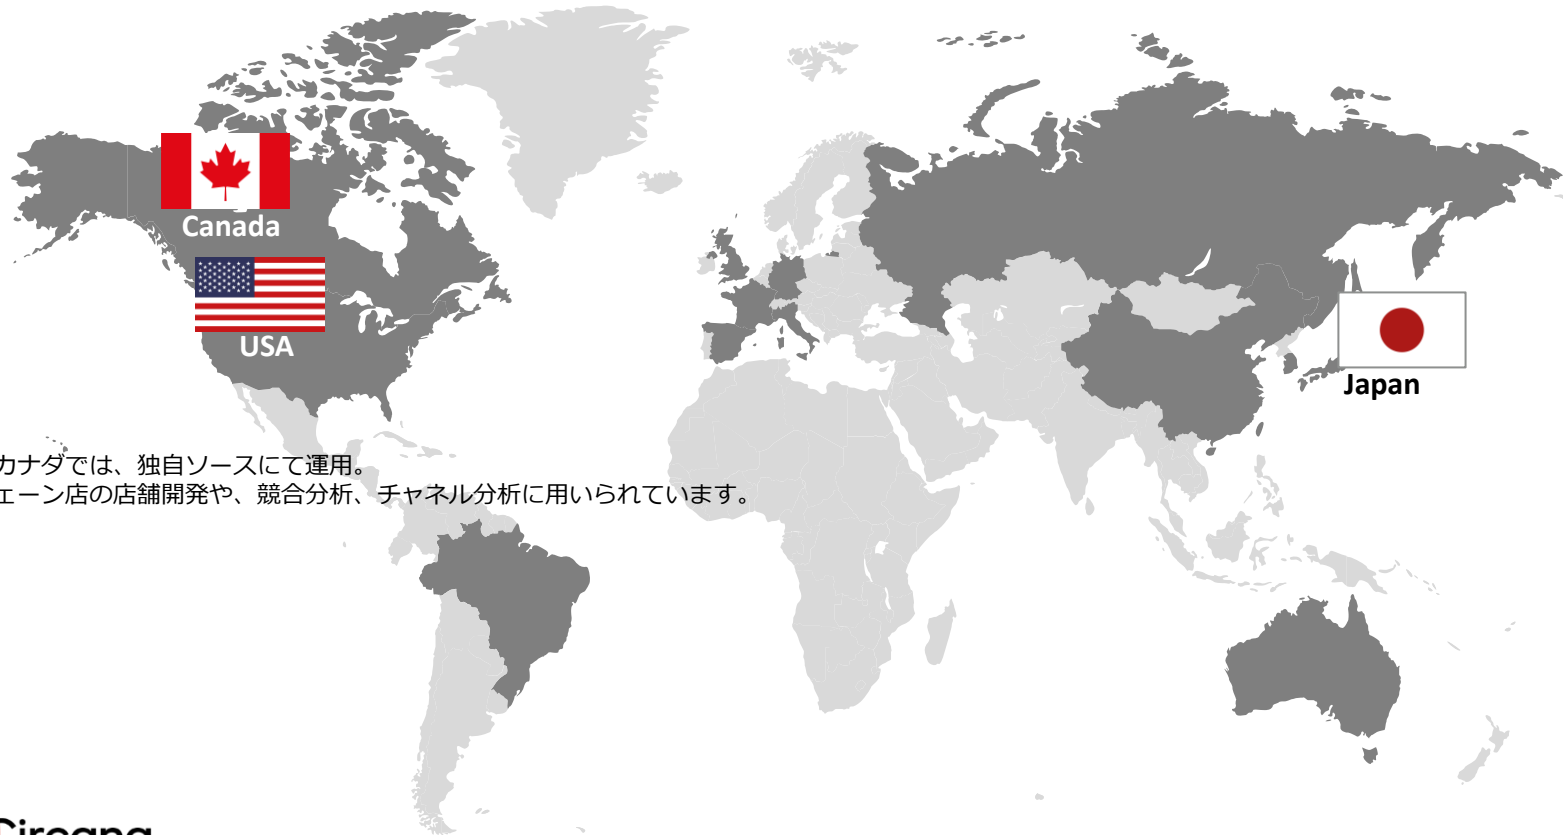 Canada
USA
Japan
カナダでは、独自ソースにて運用。
ェーン店の店舗開発や、競合分析、チャネル分析に用いられています。